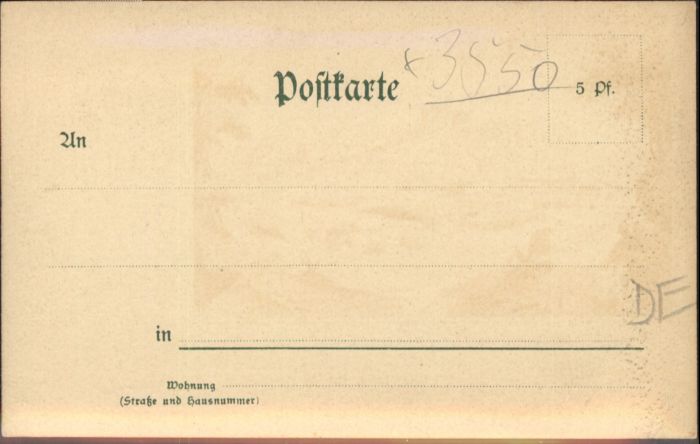 Postkarte
+3550
5 Pf.
An
DE
in
Wohnung
(Straße und Hausnummer)